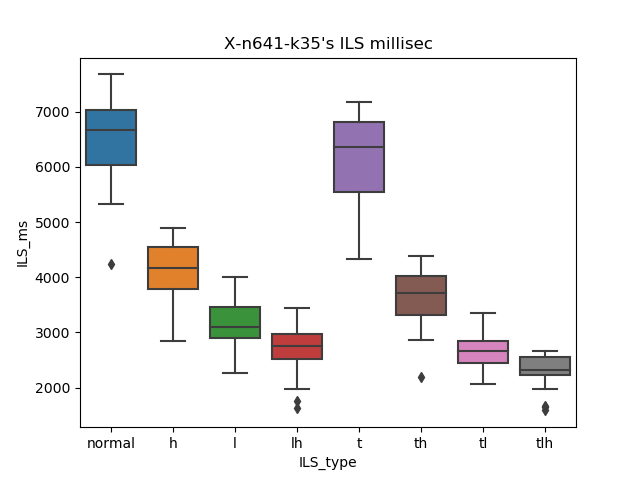 X-n641-k35's ILS millisec
ILS_ms
7000
6000
5000
4000
3000
2000
normal h l lh t th tl tlh
ILS_type